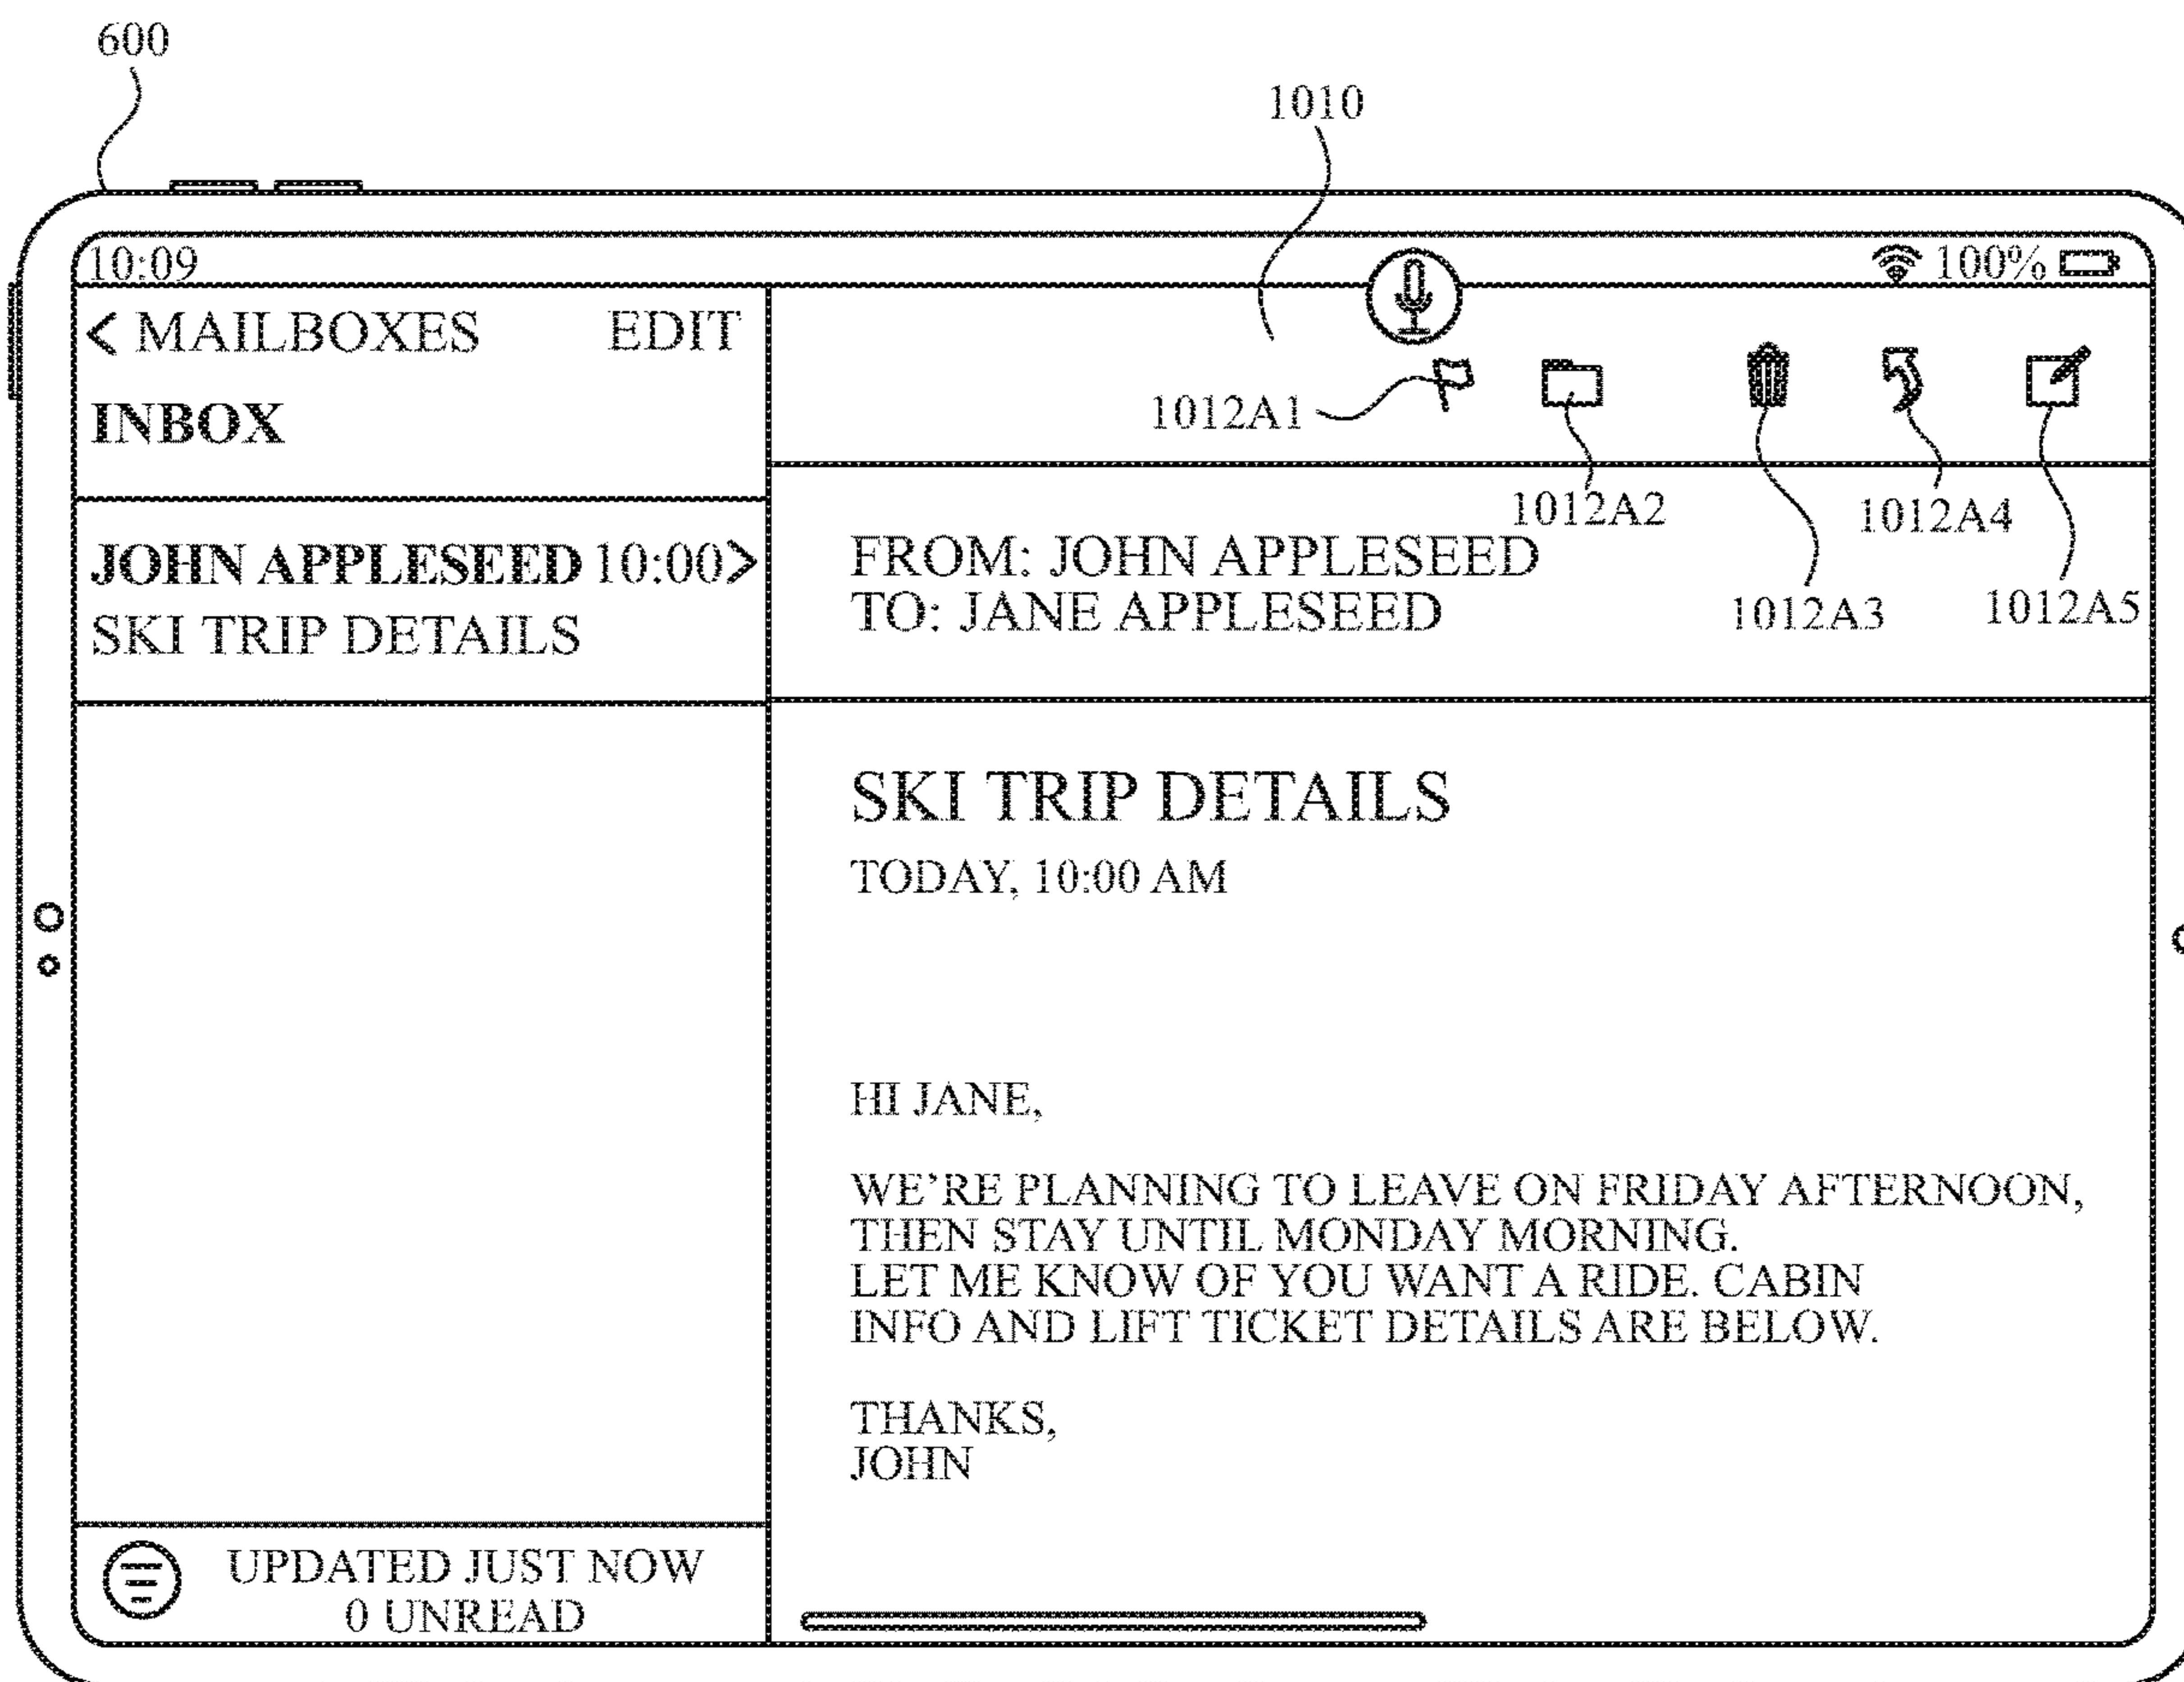 600
1010
10:09
100%
< MAILBOXES EDIT
INBOX
1012A1
1012A2
1012A4
1012A3
1012A5
JOHN APPLESEED 10:00>
SKI TRIP DETAILS
FROM: JOHN APPLESEED
TO: JANE APPLESEED
SKI TRIP DETAILS
TODAY, 10:00 AM
HI JANE,
WE'RE PLANNING TO LEAVE ON FRIDAY AFTERNOON,
THEN STAY UNTIL MONDAY MORNING.
LET ME KNOW OF YOU WANT A RIDE. CABIN
INFO AND LIFT TICKET DETAILS ARE BELOW.
THANKS,
JOHN
UPDATED JUST NOW
0 UNREAD